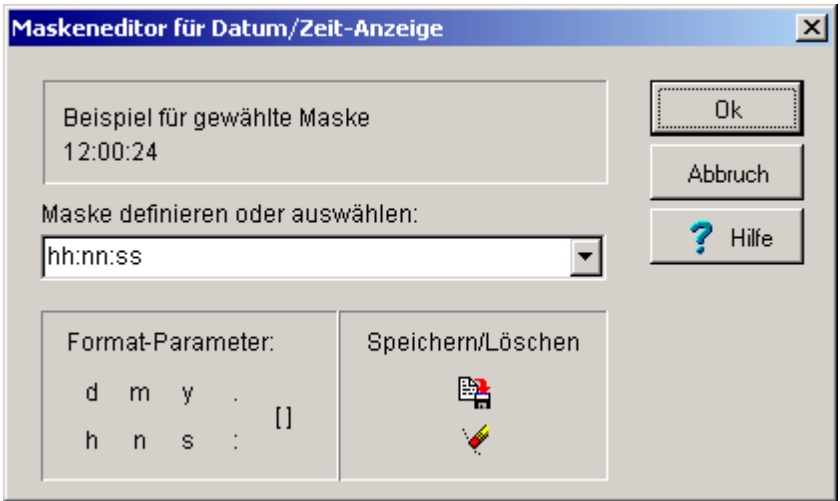 Maskeneditor für Datum/Zeit-Anzeige
Beispiel für gewählte Maske
12:00:24
Maske definieren oder auswählen:
hh:nn:ss
Format-Parameter:
d m y .
[]
h n s :
Speichern/Löschen
Ok
Abbruch
? Hilfe